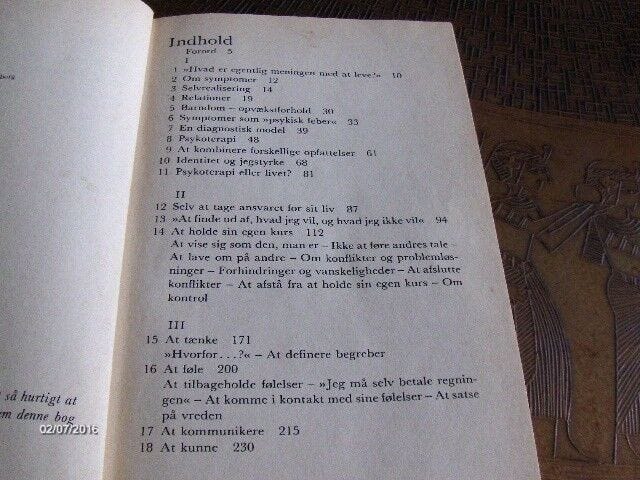 Indhold
Forord 5
I
1 »Hvad er egentlig meningen med at leve?« 10
2 Om symptomer 12
3 Selvrealisering 14
4 Relationer 19
5 Barndom – opvækstforhold 30
6 Symptomer som »psykisk feber« 33
7 En diagnostisk model 39
8 Psykoterapi 48
9 At kombinere forskellige opfattelser 61
10 Identitet og jegstyrke 68
11 Psykoterapi eller livet? 81
II
12 Selv at tage ansvaret for sit liv 87
13 »At finde ud af, hvad jeg vil, og hvad jeg ikke vil« 94
14 At holde sin egen kurs 112
At vise sig som den, man er – Ikke at føre andres tale –
At lave om på andre – Om konflikter og problemløs-
ninger – Forhindringer og vanskeligheder – At afslutte
konflikter – At afstå fra at holde sin egen kurs – Om
kontrol
III
15 At tænke 171
»Hvorfor...?« – At definere begreber
16 At føle 200
At tilbageholde følelser – »Jeg må selv betale regnin-
gen« – At komme i kontakt med sine følelser – At satse
på vreden
17 At kommunikere 215
18 At kunne 230
så hurtigt at
em denne bog
02/07/2016